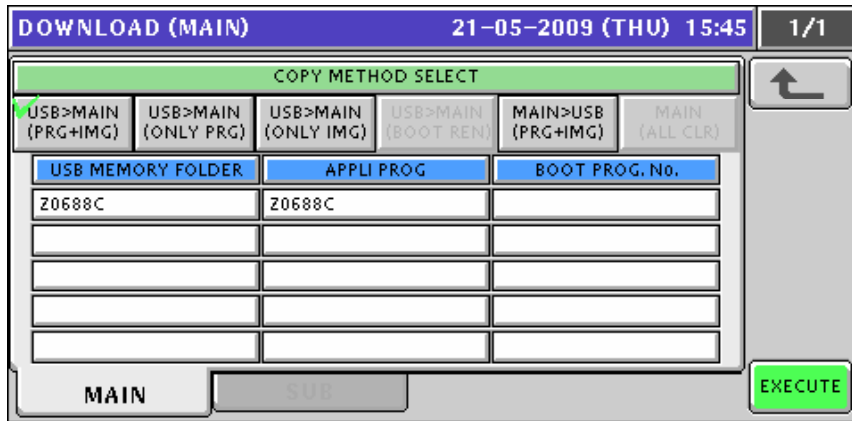 DOWNLOAD (MAIN) 21-05-2009 (THU) 15:45 1/1
COPY METHOD SELECT
USB>MAIN (PRG+IMG)
USB>MAIN (ONLY PRG)
USB>MAIN (ONLY IMG)
USB>MAIN (BOOT REN)
MAIN>USB (PRG+IMG)
MAIN (ALL CLR)
USB MEMORY FOLDER APPLI PROG BOOT PROG. No.
Z0688C Z0688C
MAIN SUB EXECUTE